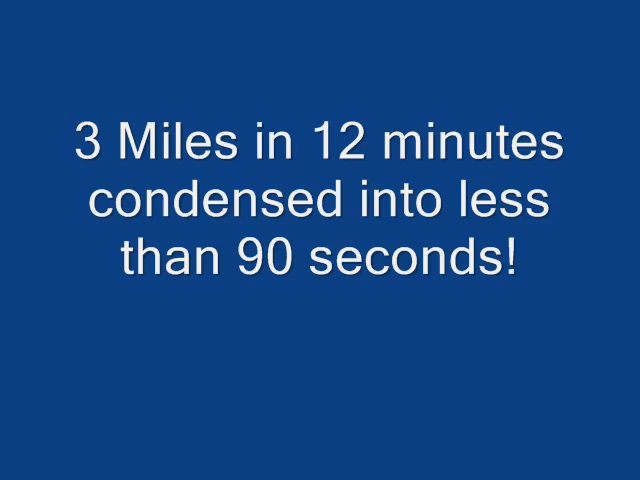 3 Miles in 12 minutes
condensed into less
than 90 seconds!